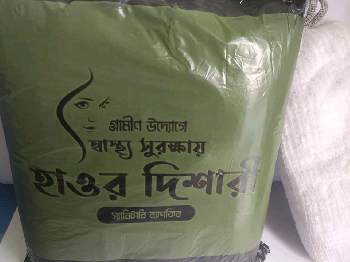 গ্রামীণ উদ্যোগে
স্বাস্থ্য সুরক্ষায়
হাওর দিশারী
স্যানিটারি ন্যাপকিন